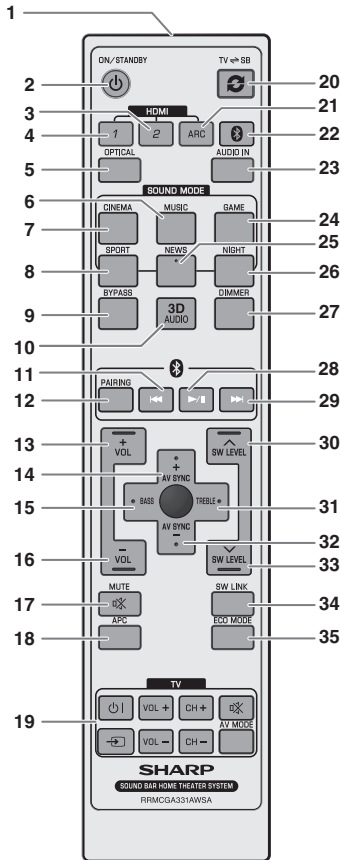 1
ON/STANDBY
TV ⇌ SB
2
20
3
HDMI
21
4
1
2
ARC
22
OPTICAL
AUDIO IN
5
23
SOUND MODE
6
CINEMA
MUSIC
GAME
24
7
25
SPORT
NEWS
NIGHT
8
26
BYPASS
DIMMER
9
3D
AUDIO
27
10
11
28
PAIRING
12
29
13
+
VOL
SW LEVEL
30
14
+
AV SYNC
15
BASS
TREBLE
31
AV SYNC
−
32
16
−
VOL
SW LEVEL
33
MUTE
SW LINK
17
34
APC
ECO MODE
18
35
TV
19
VOL +
CH +
AV MODE
VOL −
CH −
SHARP
SOUND BAR HOME THEATER SYSTEM
RRMCGA331AWSA